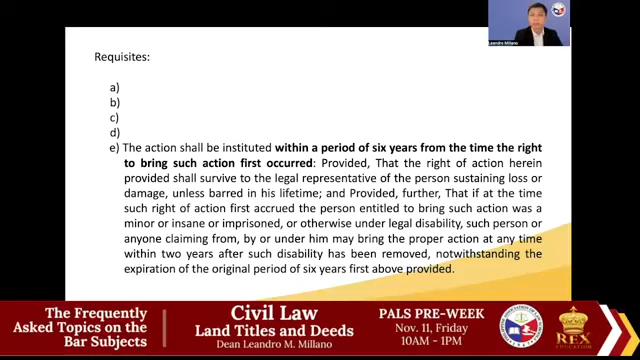 Leandro Millano
Requisites:
a)
b)
c)
d)
e) The action shall be instituted within a period of six years from the time the right
to bring such action first occurred: Provided, That the right of action herein
provided shall survive to the legal representative of the person sustaining loss or
damage, unless barred in his lifetime; and Provided, further, That if at the time
such right of action first accrued the person entitled to bring such action was a
minor or insane or imprisoned, or otherwise under legal disability, such person or
anyone claiming from, by or under him may bring the proper action at any time
within two years after such disability has been removed, notwithstanding the
expiration of the original period of six years first above provided.
The Frequently
Asked Topics on the
Bar Subjects
Civil Law
Land Titles and Deeds
Dean Leandro M. Millano
PALS PRE-WEEK
Nov. 11, Friday
10AM - 1PM
REX
EDUCATION